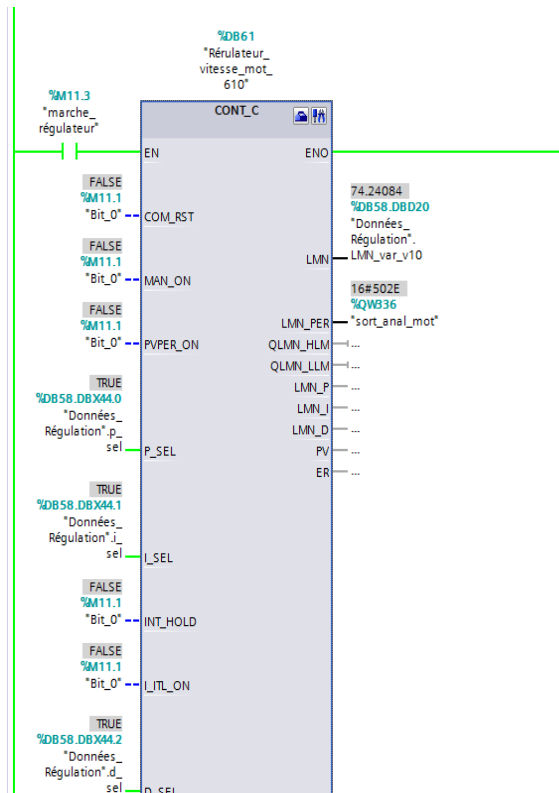 %DB61
"Rérulateur_
vitesse_mot_
610"
%M11.3
"marche_
régulateur"
CONT_C
EN
ENO
FALSE
%M11.1
"Bit_0"
COM_RST
74.24084
%DB58.DBD20
"Données_
Régulation".
LMN_var_v10
LMN
FALSE
%M11.1
"Bit_0"
MAN_ON
16#502E
%QW336
"sort_anal_mot"
LMN_PER
FALSE
%M11.1
"Bit_0"
PVPER_ON
QLMN_HLM
...
QLMN_LLM
...
LMN_P
...
LMN_I
...
LMN_D
...
PV
...
ER
...
TRUE
%DB58.DBX44.0
"Données_
Régulation".p_
sel
P_SEL
TRUE
%DB58.DBX44.1
"Données_
Régulation".i_
sel
I_SEL
FALSE
%M11.1
"Bit_0"
INT_HOLD
FALSE
%M11.1
"Bit_0"
I_ITL_ON
TRUE
%DB58.DBX44.2
"Données_
Régulation".d_
sel
D_SEL